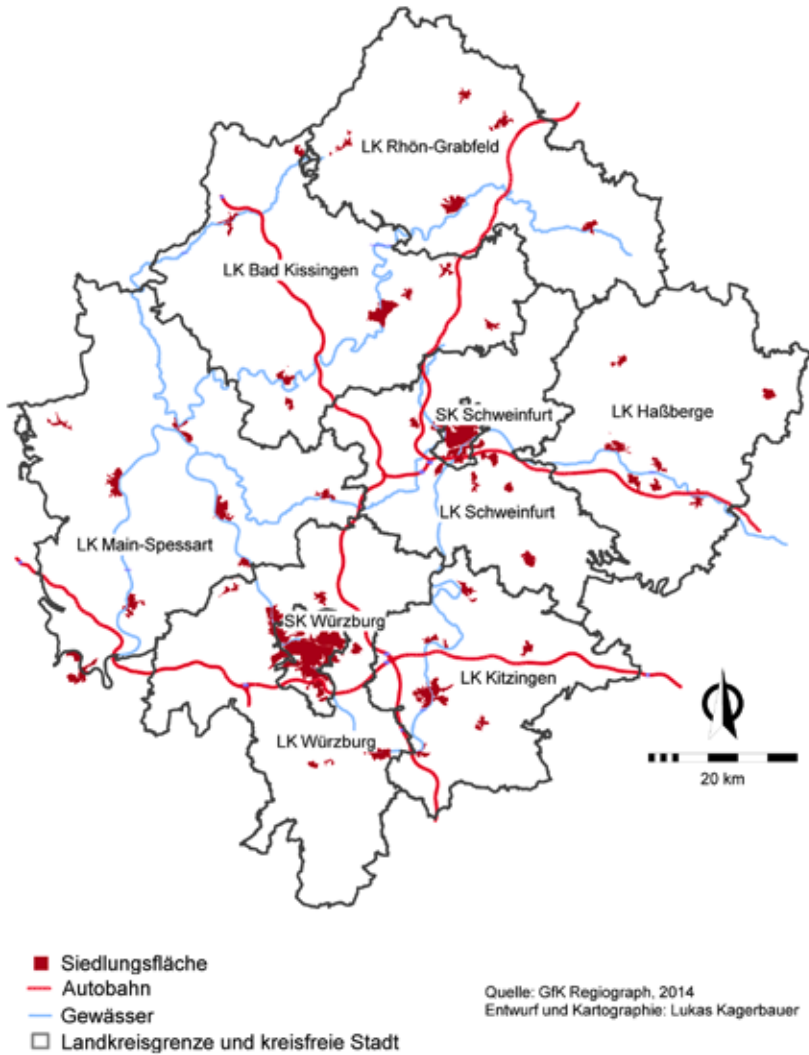 LK Rhön-Grabfeld
LK Bad Kissingen
SK Schweinfurt
LK Haßberge
LK Schweinfurt
LK Main-Spessart
SK Würzburg
LK Kitzingen
LK Würzburg
20 km
Siedlungsfläche
Autobahn
Gewässer
Landkreisgrenze und kreisfreie Stadt
Quelle: GfK Regiograph, 2014
Entwurf und Kartographie: Lukas Kagerbauer